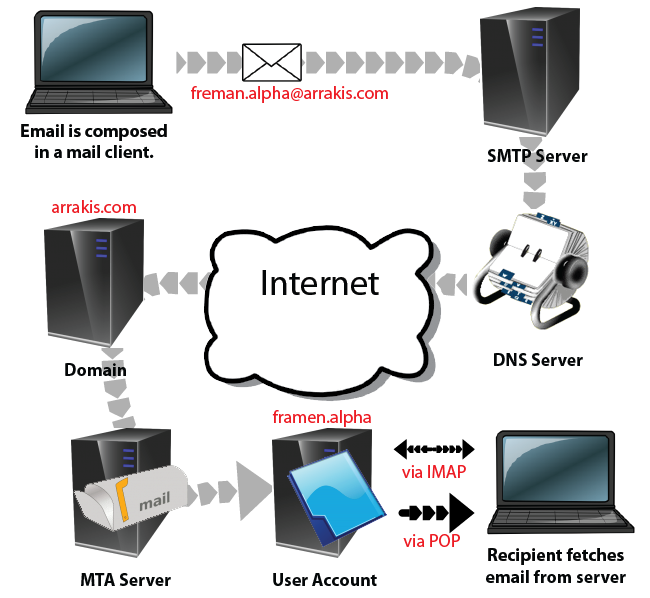 freman.alpha@arrakis.com
Email is composed
in a mail client.
SMTP Server
arrakis.com
Internet
DNS Server
Domain
framen.alpha
via IMAP
mail
via POP
MTA Server
User Account
Recipient fetches
email from server